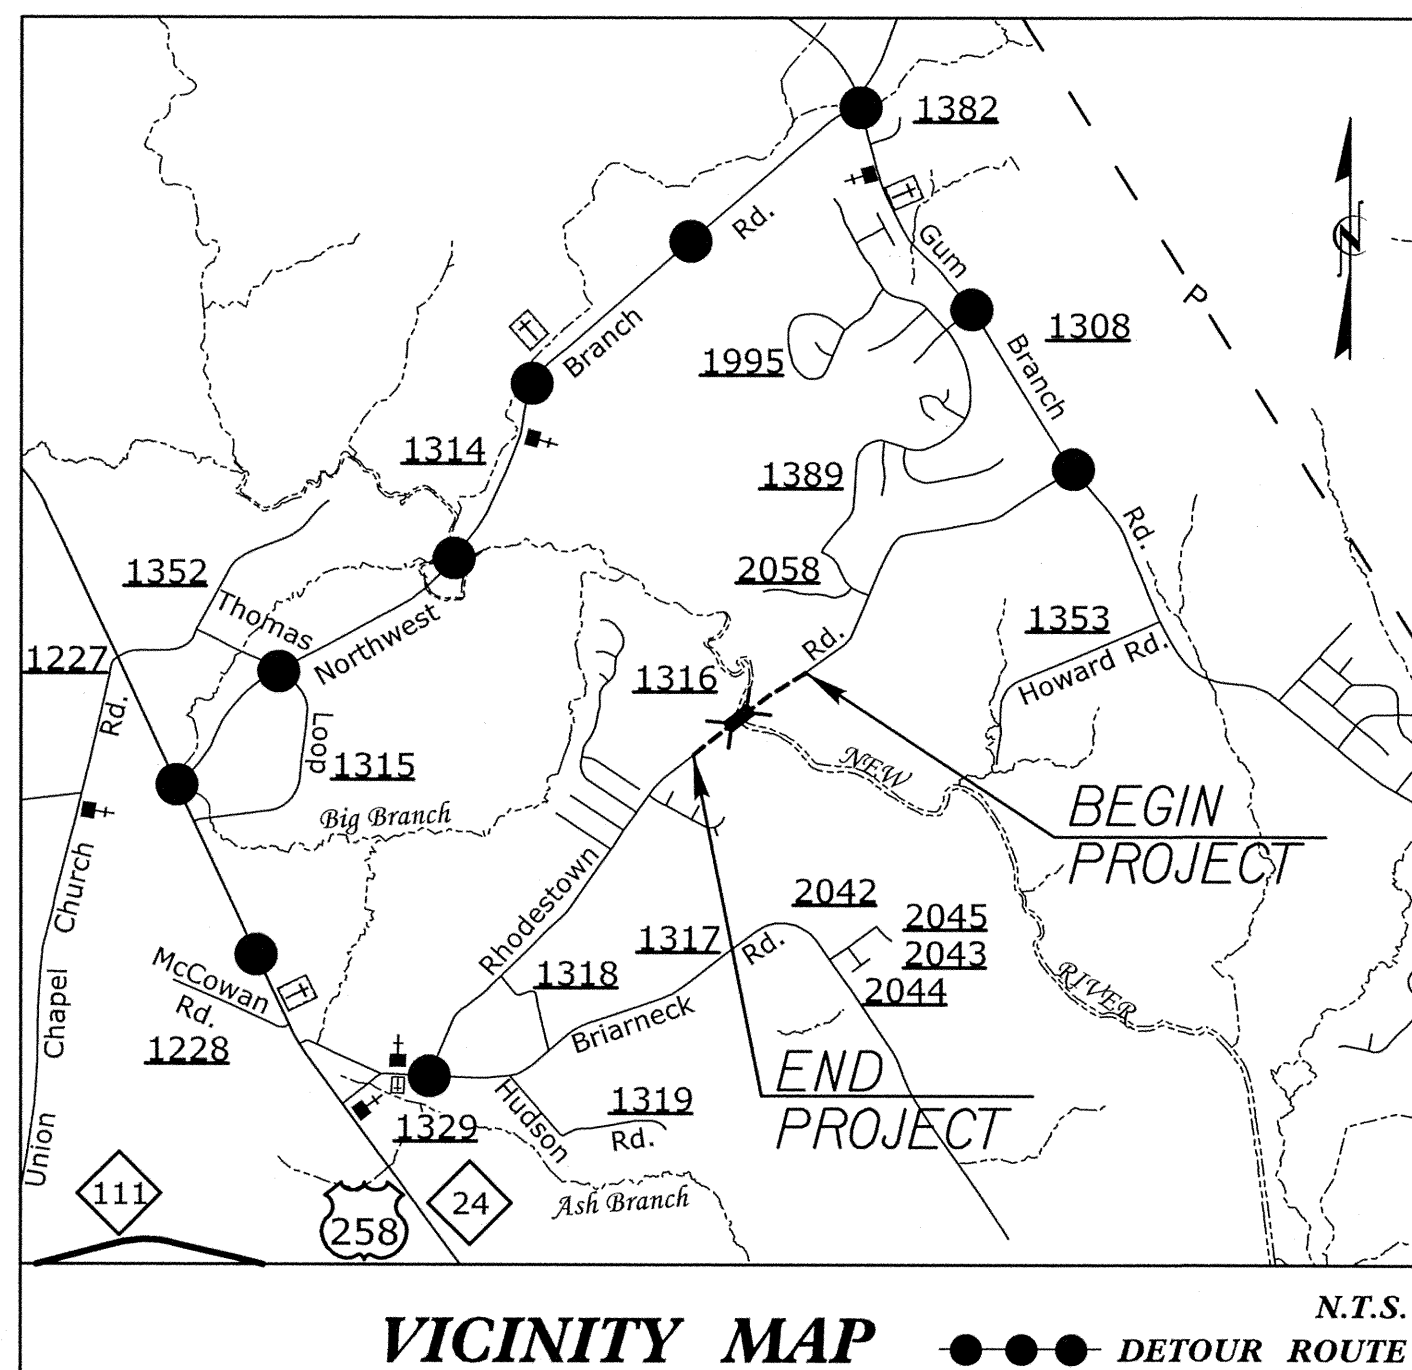 1382
Rd.
Gum
P
N
1308
Branch
1995
Branch
1314
1389
Rd.
1352
2058
Thomas
1353
Northwest
Rd.
Howard Rd.
1227
1316
Rd.
Loop
1315
NEW
Big Branch
BEGIN
PROJECT
Church
Rhodestown
2042
2045
1317
Rd.
2043
McCowan
1318
2044
RIVER
Rd.
Chapel
Briarneck
1228
END
PROJECT
Hudson
1319
1329
Rd.
Union
111
24
258
Ash Branch
N.T.S.
VICINITY MAP
DETOUR ROUTE